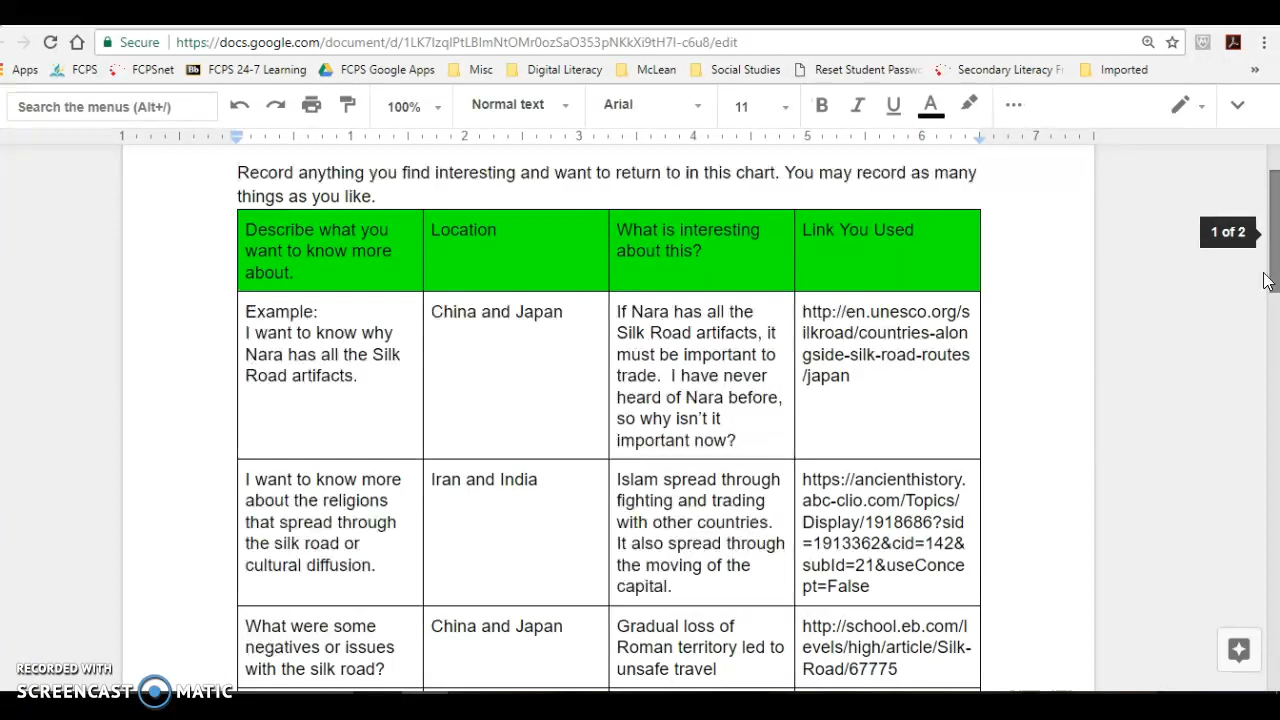 Secure https://docs.google.com/document/d/1LK7IzqlPtLBlmNtOMr0ozSaO353pNKkXi9tH7I-c6u8/edit
Apps FCPS FCPSnet Bb FCPS 24-7 Learning FCPS Google Apps Misc Digital Literacy McLean Social Studies Reset Student Passwc Secondary Literacy Fr Imported »
Search the menus (Alt+/) 100% Normal text Arial 11 B I U A
1 1 2 3 4 5 6 7
Record anything you find interesting and want to return to in this chart. You may record as many
things as you like.
Describe what you
want to know more
about.
Location
What is interesting
about this?
Link You Used
1 of 2
Example:
I want to know why
Nara has all the Silk
Road artifacts.
China and Japan
If Nara has all the
Silk Road artifacts, it
must be important to
trade. I have never
heard of Nara before,
so why isn't it
important now?
http://en.unesco.org/s
ilkroad/countries-alon
gside-silk-road-routes
/japan
I want to know more
about the religions
that spread through
the silk road or
cultural diffusion.
Iran and India
Islam spread through
fighting and trading
with other countries.
It also spread through
the moving of the
capital.
https://ancienthistory.
abc-clio.com/Topics/
Display/1918686?sid
=1913362&cid=142&
subId=21&useConce
pt=False
What were some
negatives or issues
with the silk road?
China and Japan
Gradual loss of
Roman territory led to
unsafe travel
http://school.eb.com/l
evels/high/article/Silk-
Road/67775
RECORDED WITH
SCREENCAST MATIC